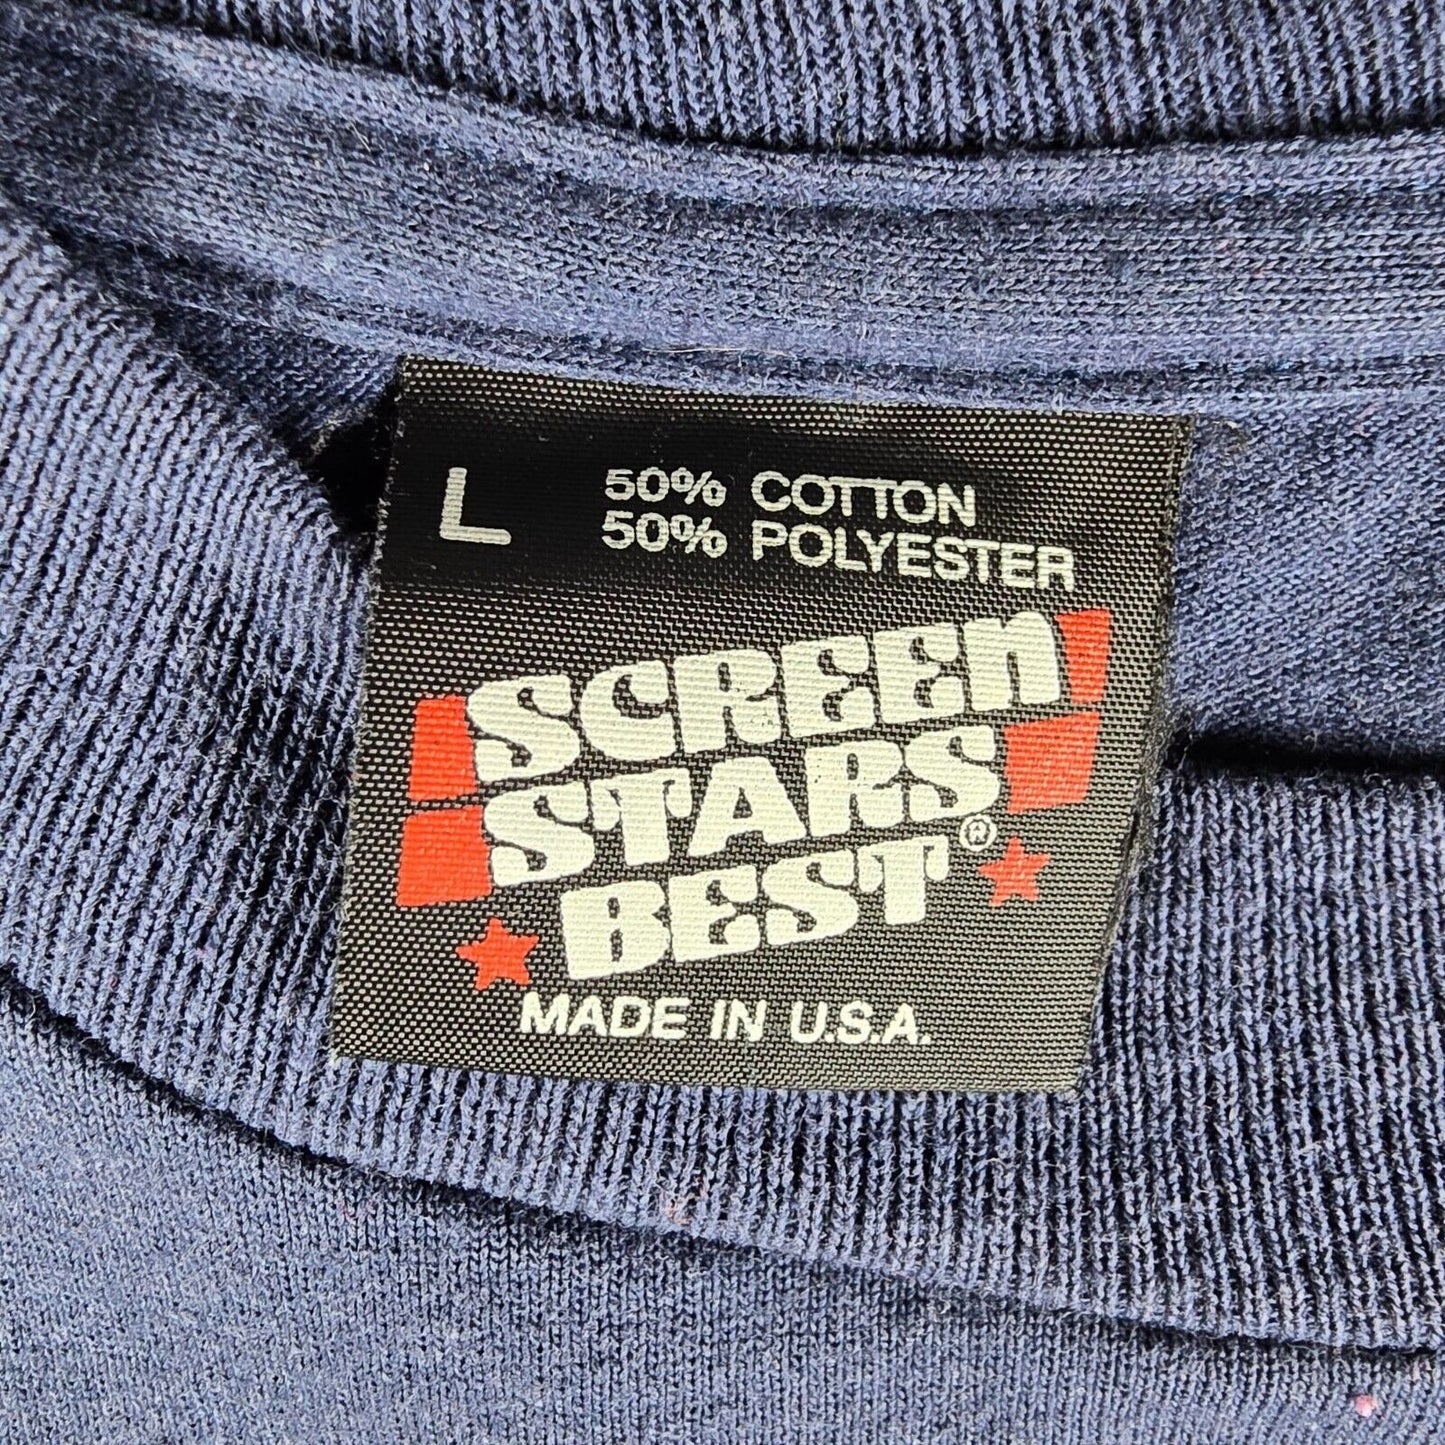 L 50% COTTON
50% POLYESTER
SCREEn
STARS
BEST®
MADE IN U.S.A.